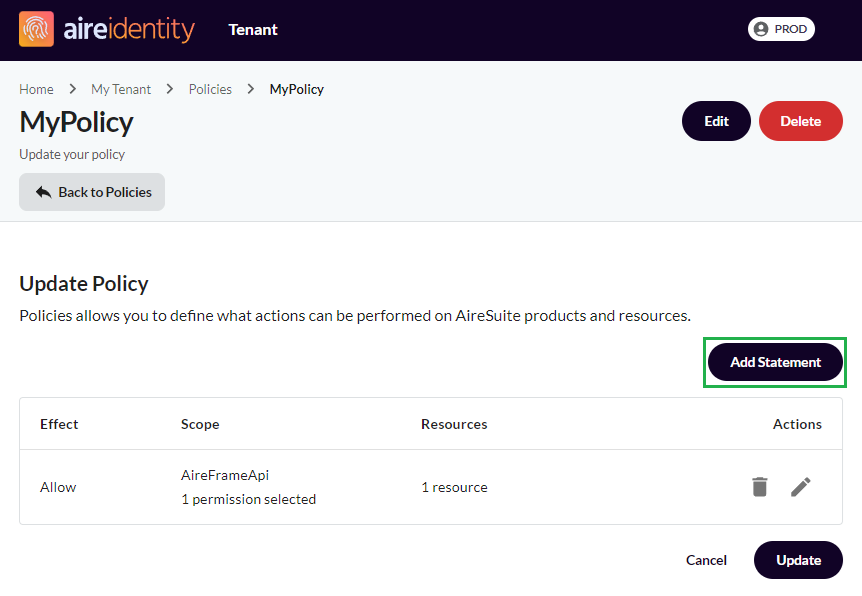 aireidentity Tenant PROD
Home > My Tenant > Policies > MyPolicy
MyPolicy
Edit Delete
Update your policy
Back to Policies
Update Policy
Policies allows you to define what actions can be performed on AireSuite products and resources.
Add Statement
Effect Scope Resources Actions
Allow AireFrameApi 1 resource
1 permission selected
Cancel Update